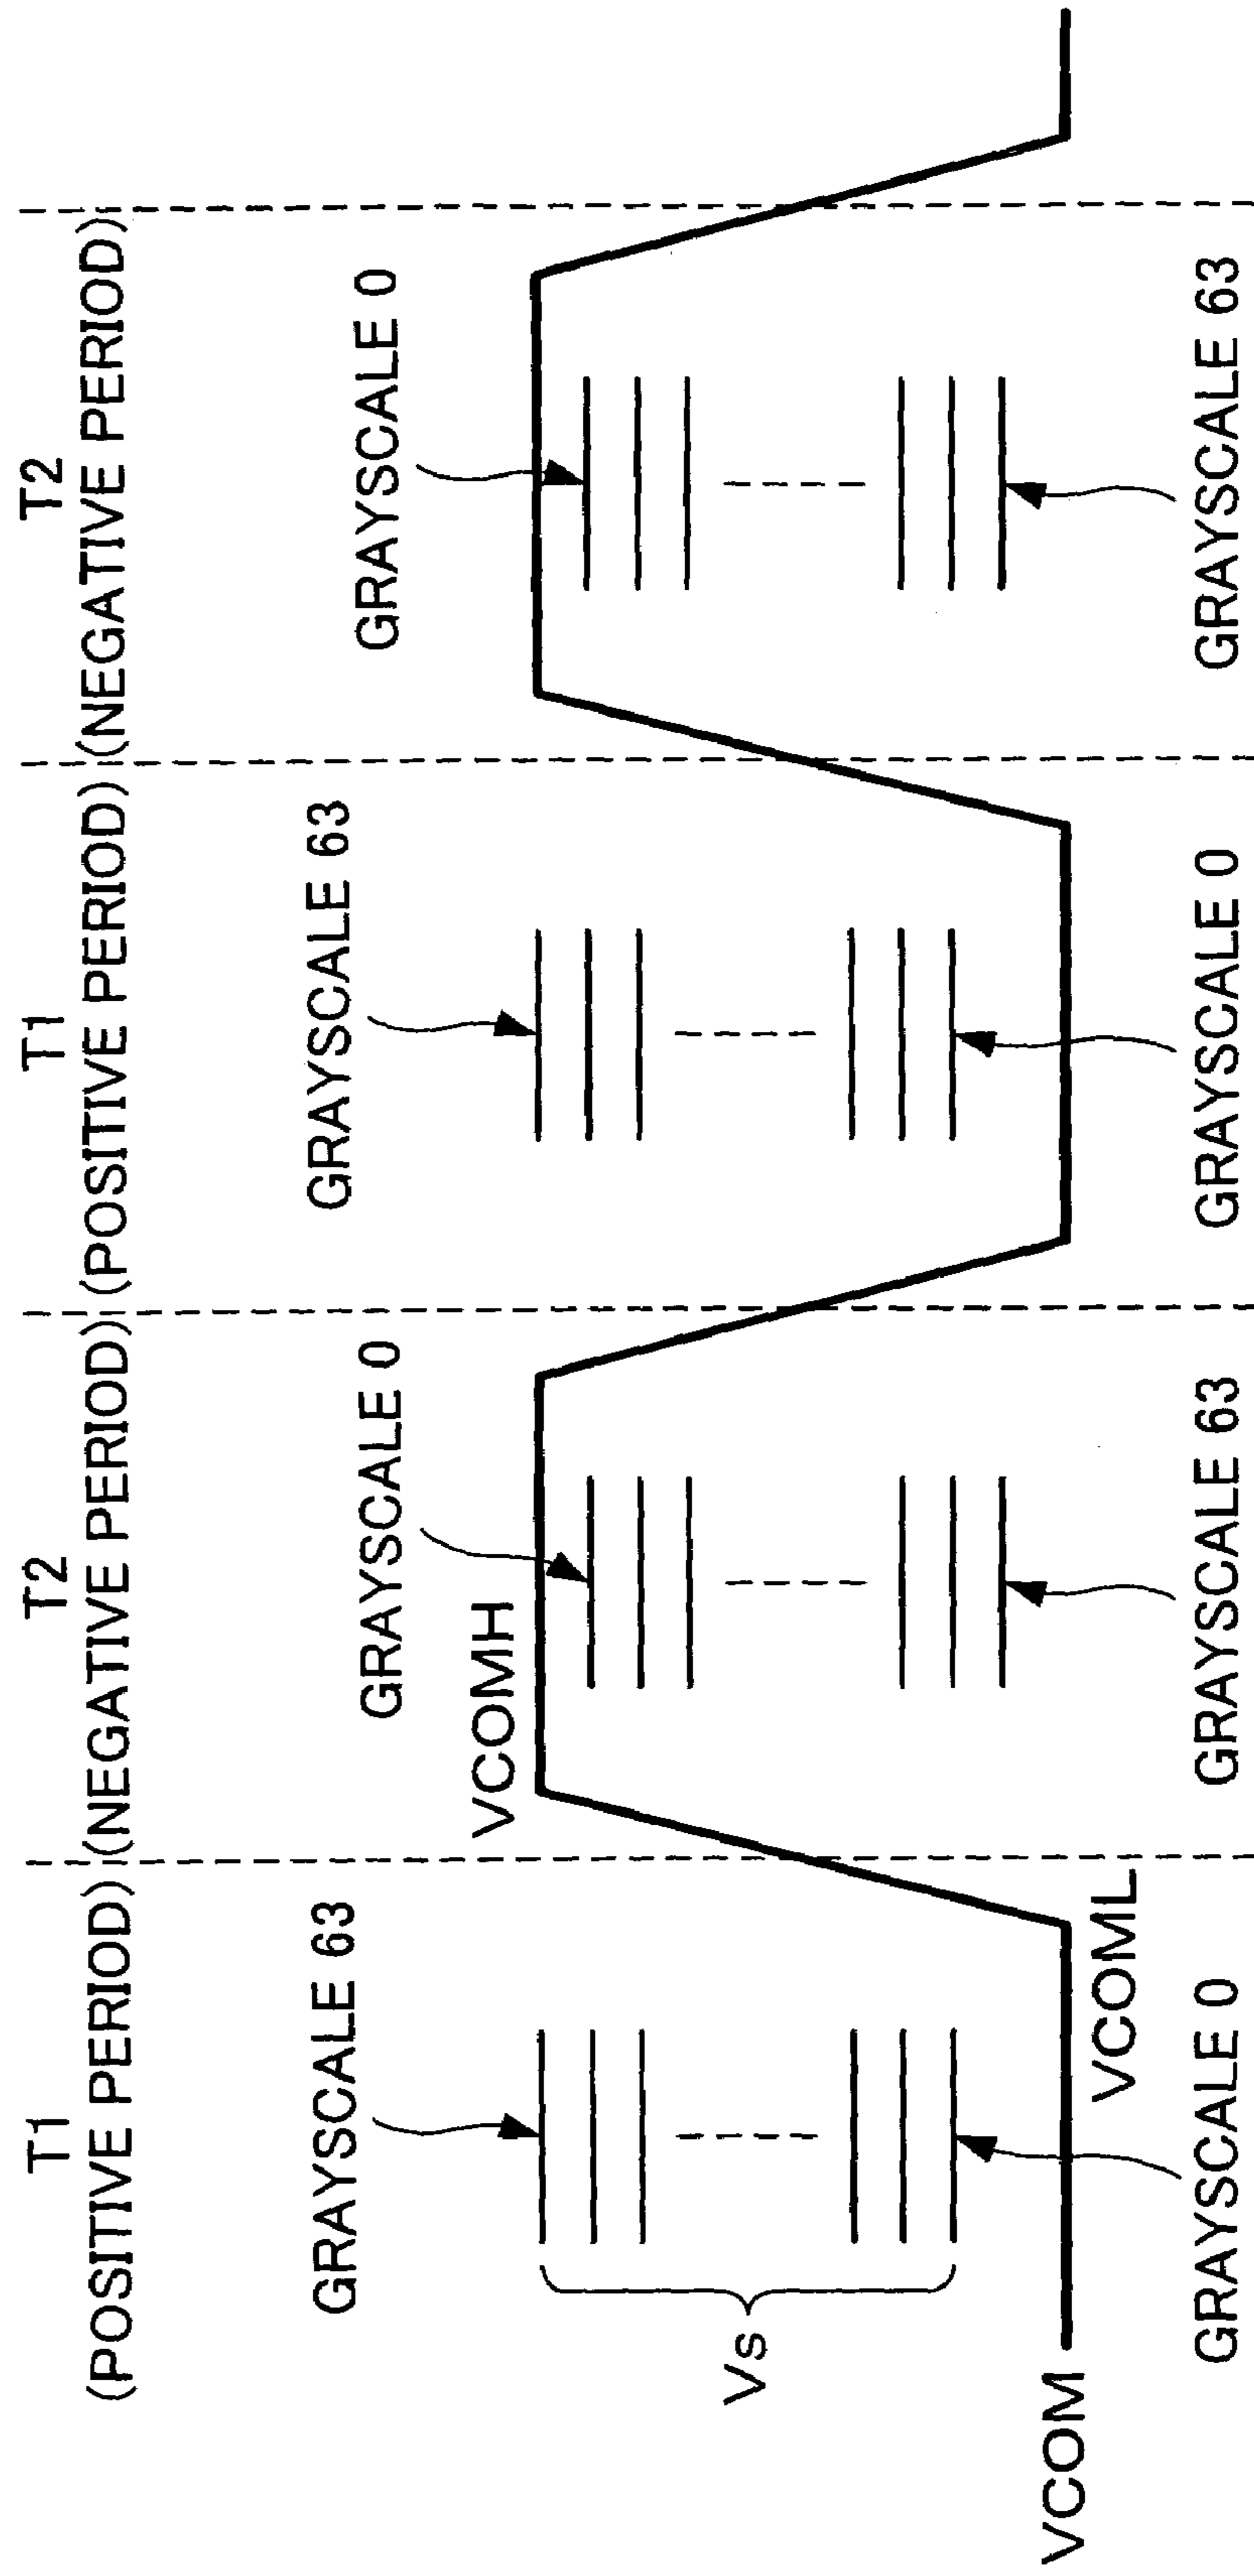 T1
(POSITIVE PERIOD)
T2
(NEGATIVE PERIOD)
T1
(POSITIVE PERIOD)
T2
(NEGATIVE PERIOD)
GRAYSCALE 63
GRAYSCALE 0
GRAYSCALE 63
GRAYSCALE 0
VCOMH
Vs
VCOM
VCOML
GRAYSCALE 0
GRAYSCALE 63
GRAYSCALE 0
GRAYSCALE 63